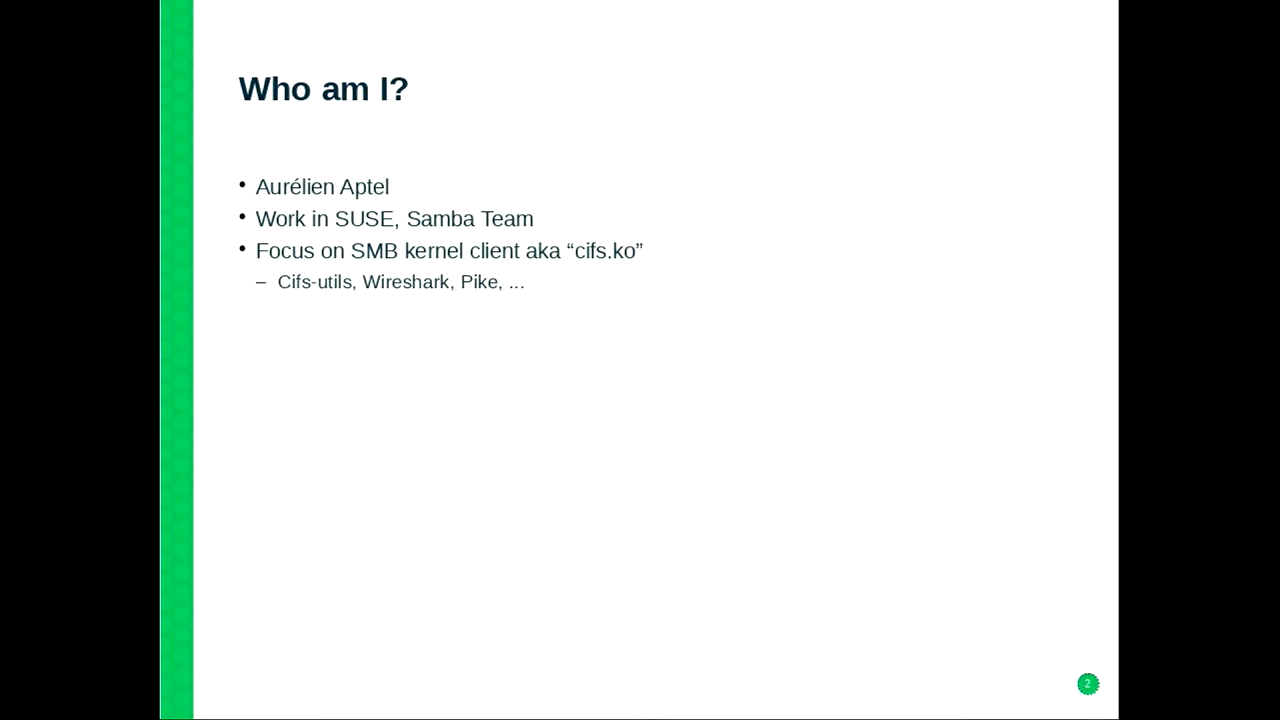 Who am I?
• Aurélien Aptel
• Work in SUSE, Samba Team
• Focus on SMB kernel client aka “cifs.ko”
– Cifs-utils, Wireshark, Pike, ...
2